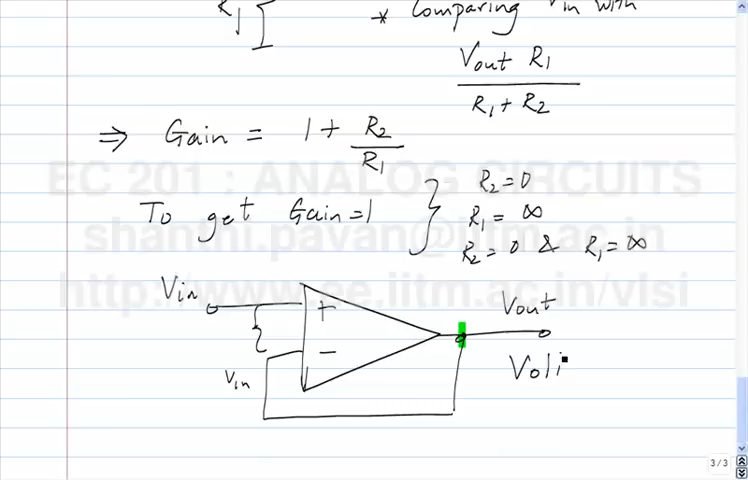 R1
* Comparing Vin with
Vout R1
R1 + R2
⇒ Gain = 1 + R2
R1
EC 201 : ANALOG CIRCUITS
R2 = 0
To get Gain = 1
R1 = ∞
shanthi.pavan@iitm.ac.in
R2 = 0 & R1 = ∞
http://www.ee.iitm.ac.in/vlsi
Vin
+
Vout
−
Vin
Voli
3 / 3